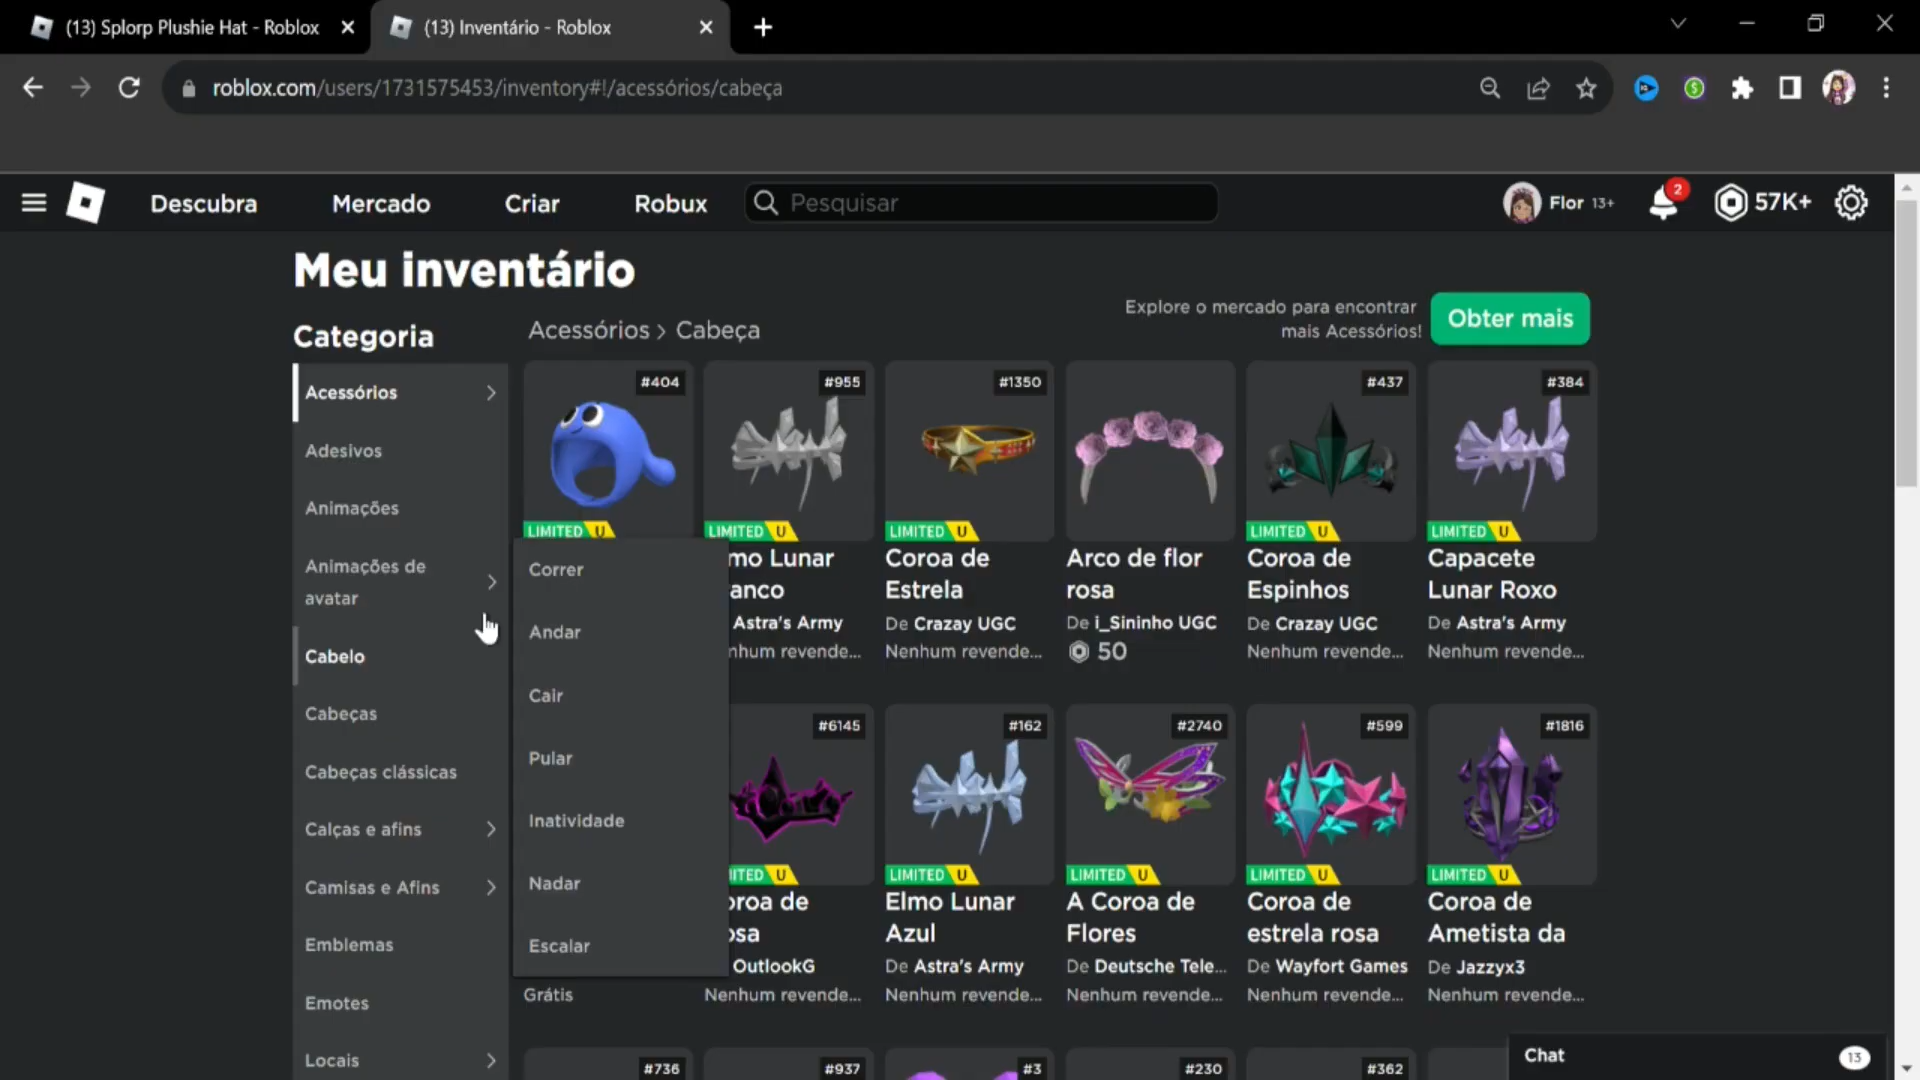 (13) Splorp Plushie Hat - Roblox
(13) Inventário - Roblox
roblox.com/users/1731575453/inventory#!/acessórios/cabeça
Descubra
Mercado
Criar
Robux
Pesquisar
Flor 13+
2
57K+
Meu inventário
Categoria
Acessórios > Cabeça
Explore o mercado para encontrar
mais Acessórios!
Obter mais
Acessórios
Adesivos
Animações
Animações de
avatar
Cabelo
Cabeças
Cabeças clássicas
Calças e afins
Camisas e Afins
Emblemas
Emotes
Locais
Correr
Andar
Cair
Pular
Inatividade
Nadar
Escalar
#404
LIMITED U
#955
LIMITED U
mo Lunar
anco
Astra's Army
nhum revende...
#1350
LIMITED U
Coroa de
Estrela
De Crazay UGC
Nenhum revende...
Arco de flor
rosa
De i_Sininho UGC
50
#437
LIMITED U
Coroa de
Espinhos
De Crazay UGC
Nenhum revende...
#384
LIMITED U
Capacete
Lunar Roxo
De Astra's Army
Nenhum revende...
Grátis
#6145
ITED U
oroa de
osa
OutlookG
Nenhum revende...
#162
LIMITED U
Elmo Lunar
Azul
De Astra's Army
Nenhum revende...
#2740
LIMITED U
A Coroa de
Flores
De Deutsche Tele...
Nenhum revende...
#599
LIMITED U
Coroa de
estrela rosa
De Wayfort Games
Nenhum revende...
#1816
LIMITED U
Coroa de
Ametista da
De Jazzyx3
Nenhum revende...
#736
#937
#3
#230
#362
Chat
13